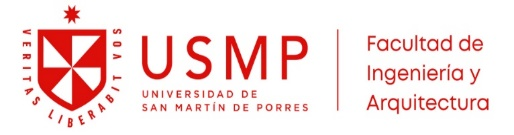 VERITAS LIBERABIT VOS
USMP
UNIVERSIDAD DE
SAN MARTÍN DE PORRES
Facultad de
Ingeniería y
Arquitectura